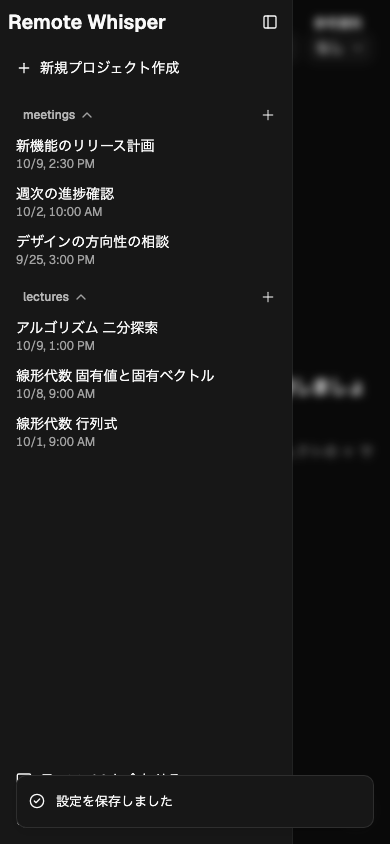 Remote Whisper
新規プロジェクト作成
meetings
新機能のリリース計画
10/9, 2:30 PM
週次の進捗確認
10/2, 10:00 AM
デザインの方向性の相談
9/25, 3:00 PM
lectures
アルゴリズム 二分探索
10/9, 1:00 PM
線形代数 固有値と固有ベクトル
10/8, 9:00 AM
線形代数 行列式
10/1, 9:00 AM
設定を保存しました